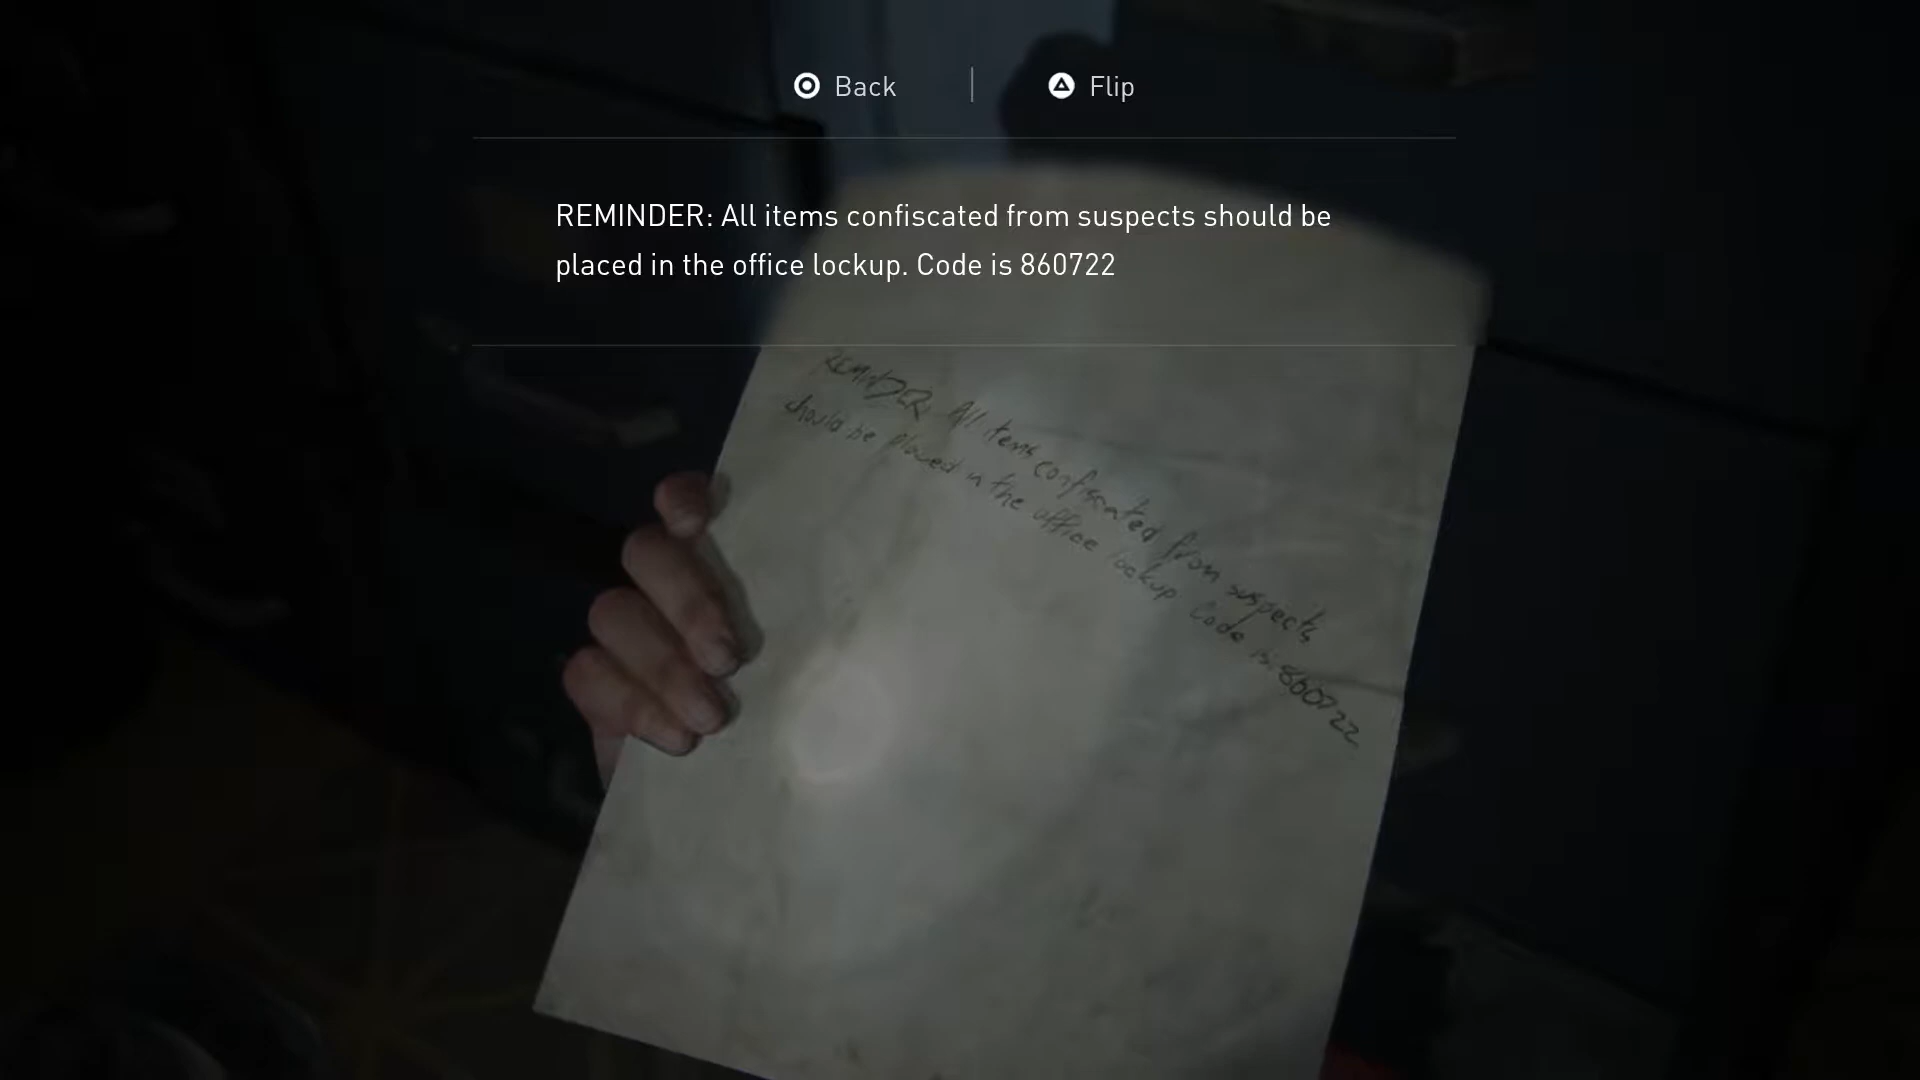 Back
Flip
REMINDER: All items confiscated from suspects should be
placed in the office lockup. Code is 860722
REMINDER: All items confiscated from suspects
should be placed in the office lockup Code is 860722